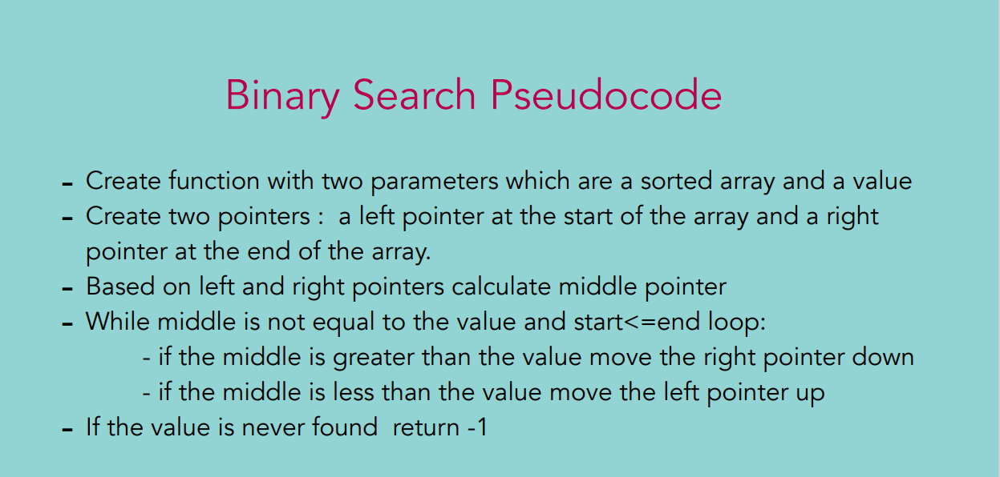 Binary Search Pseudocode
- Create function with two parameters which are a sorted array and a value
- Create two pointers :  a left pointer at the start of the array and a right
pointer at the end of the array.
- Based on left and right pointers calculate middle pointer
- While middle is not equal to the value and start<=end loop:
- if the middle is greater than the value move the right pointer down
- if the middle is less than the value move the left pointer up
- If the value is never found  return -1